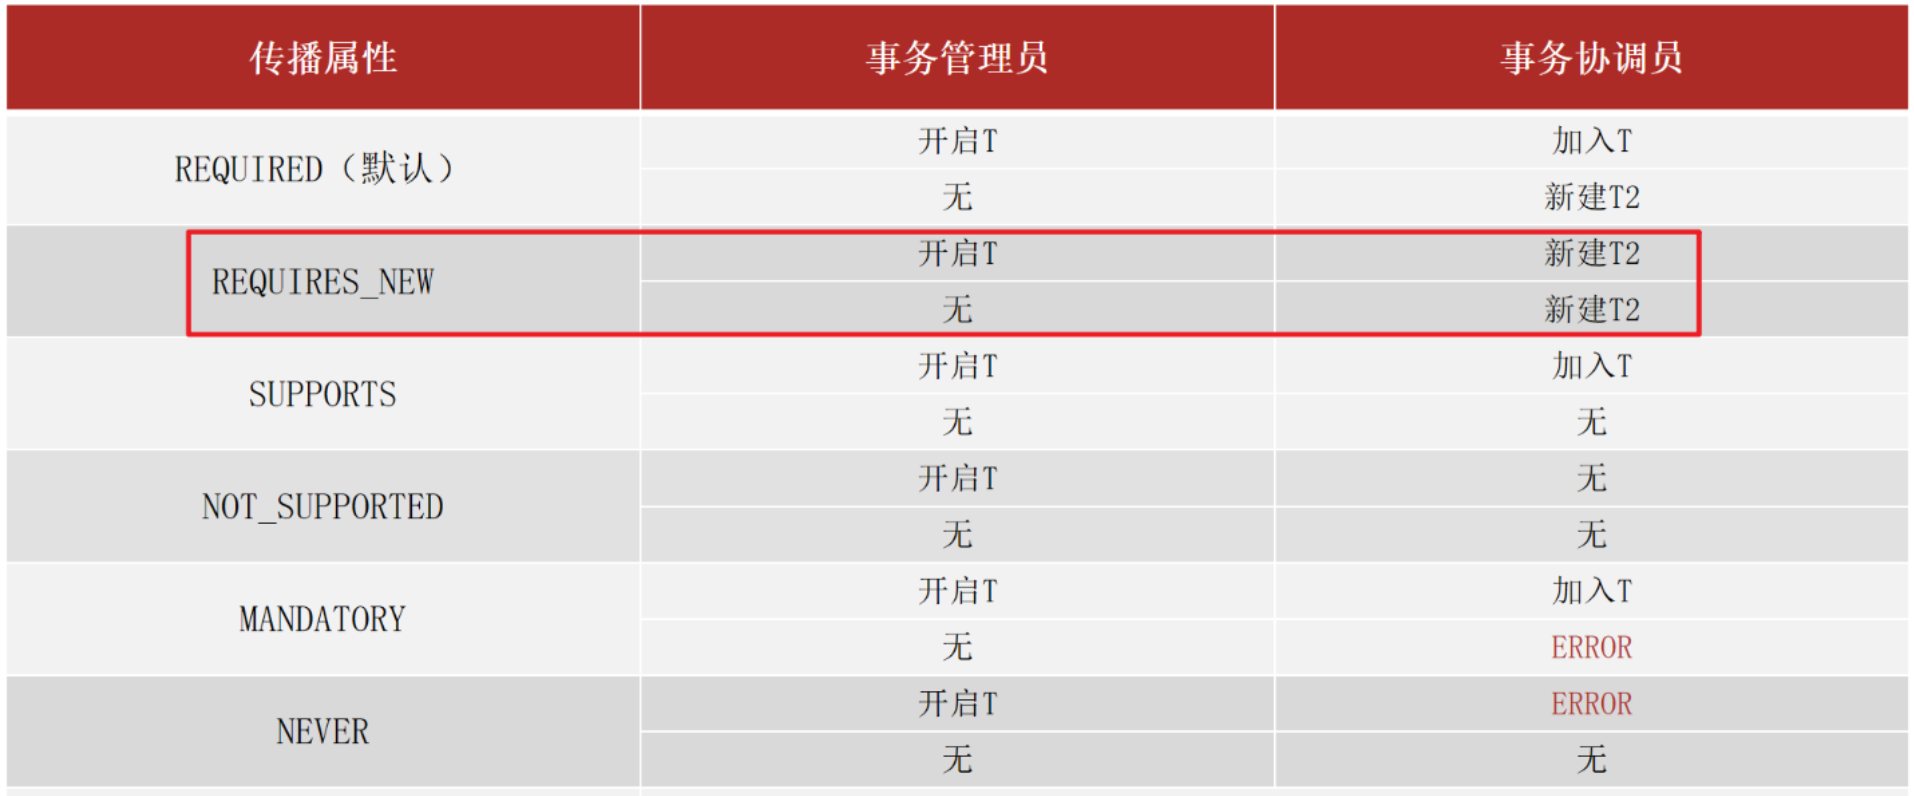 传播属性 事务管理员 事务协调员
REQUIRED（默认） 开启T 加入T
无 新建T2
REQUIRES_NEW 开启T 新建T2
无 新建T2
SUPPORTS 开启T 加入T
无 无
NOT_SUPPORTED 开启T 无
无 无
MANDATORY 开启T 加入T
无 ERROR
NEVER 开启T ERROR
无 无